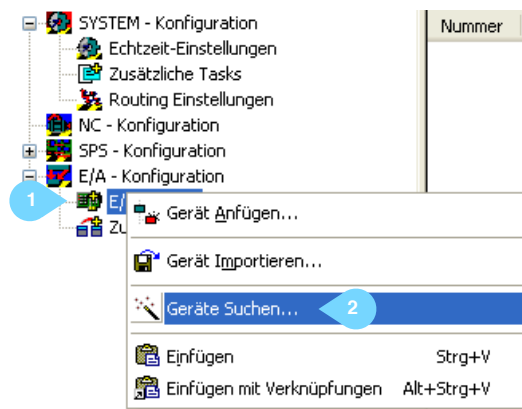 SYSTEM - Konfiguration
Nummer
Echtzeit-Einstellungen
Zusätzliche Tasks
Routing Einstellungen
NC - Konfiguration
SPS - Konfiguration
E/A - Konfiguration
1
E/
Zu
Gerät Anfügen...
Gerät Importieren...
Geräte Suchen...
2
Einfügen Strg+V
Einfügen mit Verknüpfungen Alt+Strg+V